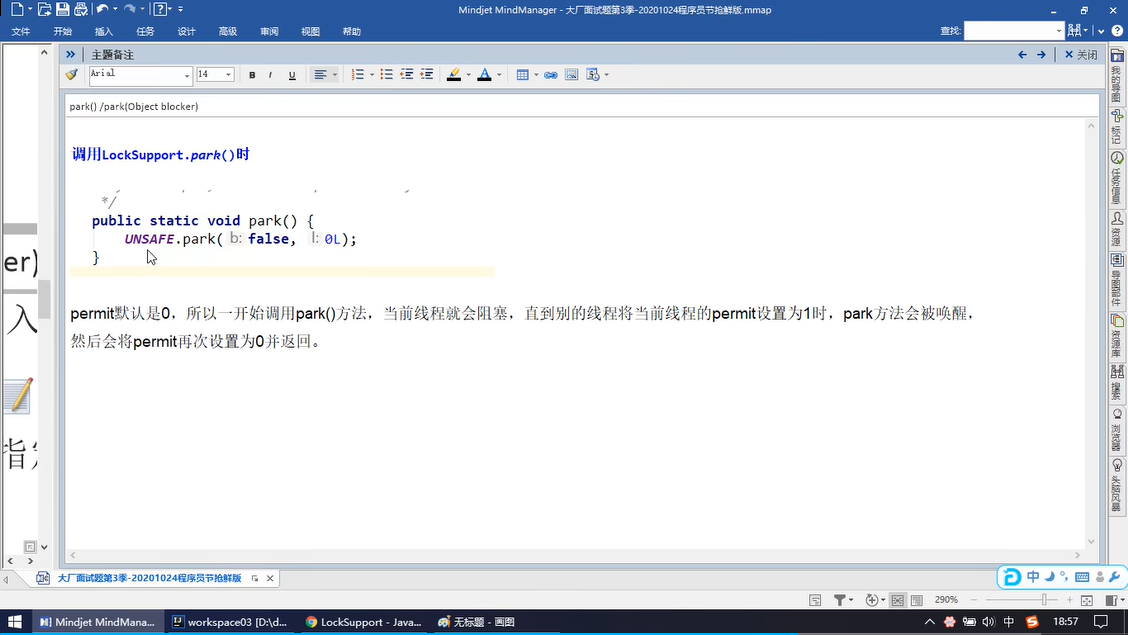 Mindjet MindManager - 大厂面试题第3季-20201024程序员节抢鲜版.mmap
文件 开始 插入 任务 设计 高级 审阅 视图 帮助 查找:
主题备注 关闭
Arial 14 B I U
park() /park(Object blocker)
调用LockSupport.park()时
*/
public static void park() {
UNSAFE.park( b: false, l: 0L);
}
permit默认是0，所以一开始调用park()方法，当前线程就会阻塞，直到别的线程将当前线程的permit设置为1时，park方法会被唤醒，
然后会将permit再次设置为0并返回。
er)
入
指定
我的导图
标记
任务信息
资源
导图部件
资源库
搜索
浏览器
头脑风暴
大厂面试题第3季-20201024程序员节抢鲜版
中
290%
Mindjet MindMana... workspace03 [D:\d... LockSupport - Java,... 无标题 - 画图 中 18:57